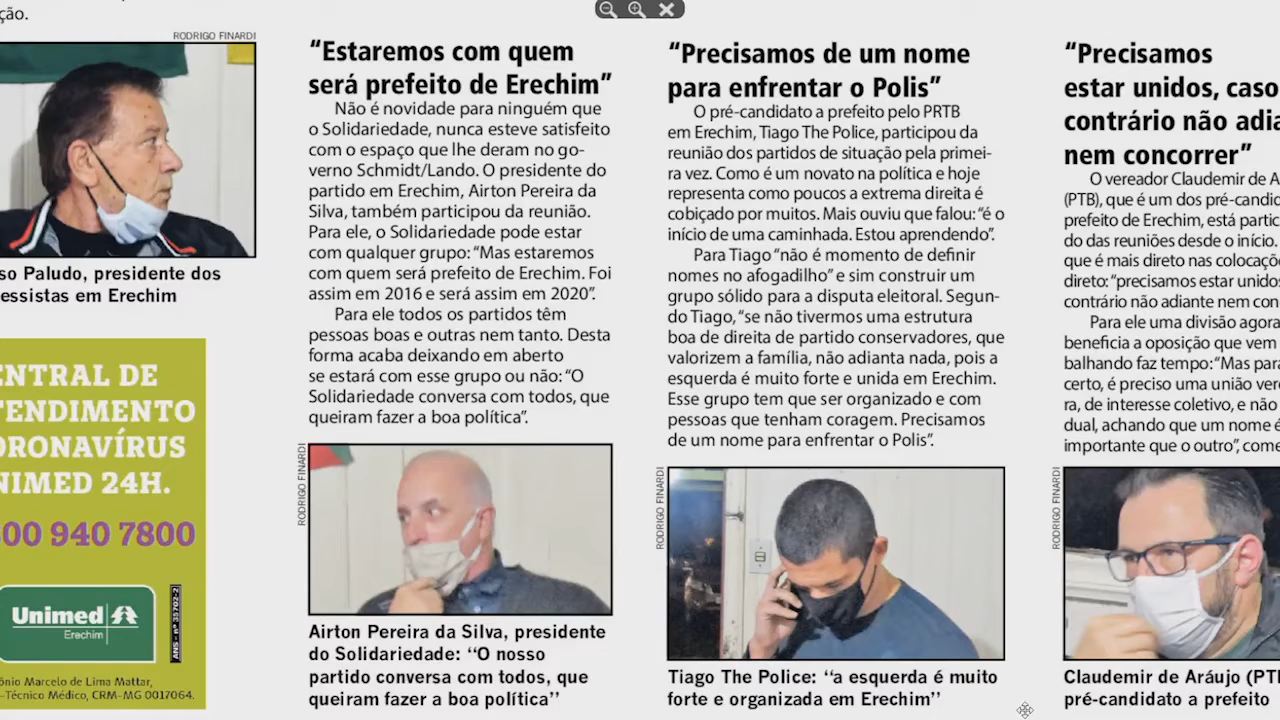 ção.
RODRIGO FINARDI
so Paludo, presidente dos
essistas em Erechim
ENTRAL DE
TENDIMENTO
ORONAVÍRUS
NIMED 24H.
00 940 7800
Unimed
Erechim
ANS - nº 35702-2
ônio Marcelo de Lima Mattar,
-Técnico Médico, CRM-MG 0017064.
“Estaremos com quem
será prefeito de Erechim”
Não é novidade para ninguém que
o Solidariedade, nunca esteve satisfeito
com o espaço que lhe deram no go-
verno Schmidt/Lando. O presidente do
partido em Erechim, Airton Pereira da
Silva, também participou da reunião.
Para ele, o Solidariedade pode estar
com qualquer grupo: “Mas estaremos
com quem será prefeito de Erechim. Foi
assim em 2016 e será assim em 2020”.
Para ele todos os partidos têm
pessoas boas e outras nem tanto. Desta
forma acaba deixando em aberto
se estará com esse grupo ou não: “O
Solidariedade conversa com todos, que
queiram fazer a boa política”.
RODRIGO FINARDI
Airton Pereira da Silva, presidente
do Solidariedade: “O nosso
partido conversa com todos, que
queiram fazer a boa política”
“Precisamos de um nome
para enfrentar o Polis”
O pré-candidato a prefeito pelo PRTB
em Erechim, Tiago The Police, participou da
reunião dos partidos de situação pela primei-
ra vez. Como é um novato na política e hoje
representa como poucos a extrema direita é
cobiçado por muitos. Mais ouviu que falou: “é o
início de uma caminhada. Estou aprendendo”.
Para Tiago “não é momento de definir
nomes no afogadilho” e sim construir um
grupo sólido para a disputa eleitoral. Segun-
do Tiago, “se não tivermos uma estrutura
boa de direita de partido conservadores, que
valorizem a família, não adianta nada, pois a
esquerda é muito forte e unida em Erechim.
Esse grupo tem que ser organizado e com
pessoas que tenham coragem. Precisamos
de um nome para enfrentar o Polis”.
RODRIGO FINARDI
Tiago The Police: “a esquerda é muito
forte e organizada em Erechim”
“Precisamos
estar unidos, caso
contrário não adia
nem concorrer”
O vereador Claudemir de A
(PTB), que é um dos pré-candid
prefeito de Erechim, está partic
do das reuniões desde o início.
que é mais direto nas colocaçõe
direto: “precisamos estar unidos
contrário não adiante nem con
Para ele uma divisão agora
beneficia a oposição que vem
balhando faz tempo: “Mas para
certo, é preciso uma união verd
ra, de interesse coletivo, e não
dual, achando que um nome é
importante que o outro”, come
RODRIGO FINARDI
Claudemir de Aráujo (PTI
pré-candidato a prefeito